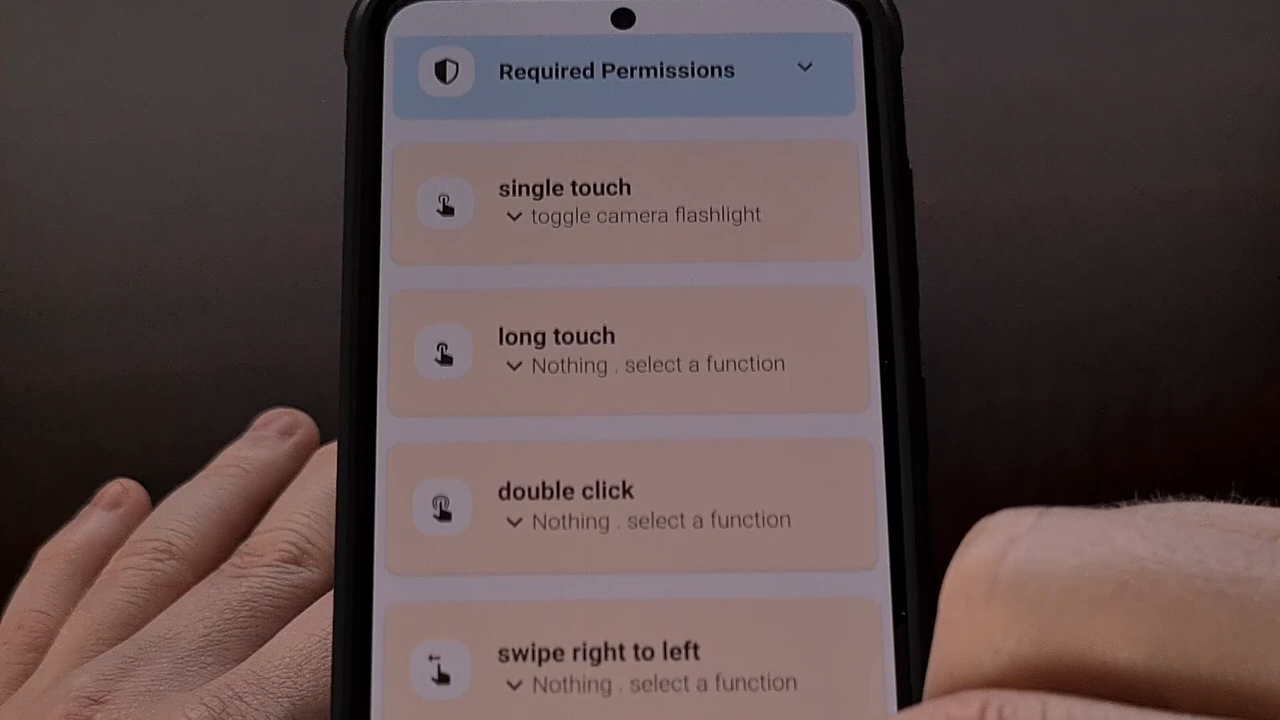 Required Permissions
single touch
toggle camera flashlight
long touch
Nothing . select a function
double click
Nothing . select a function
swipe right to left
Nothing . select a function